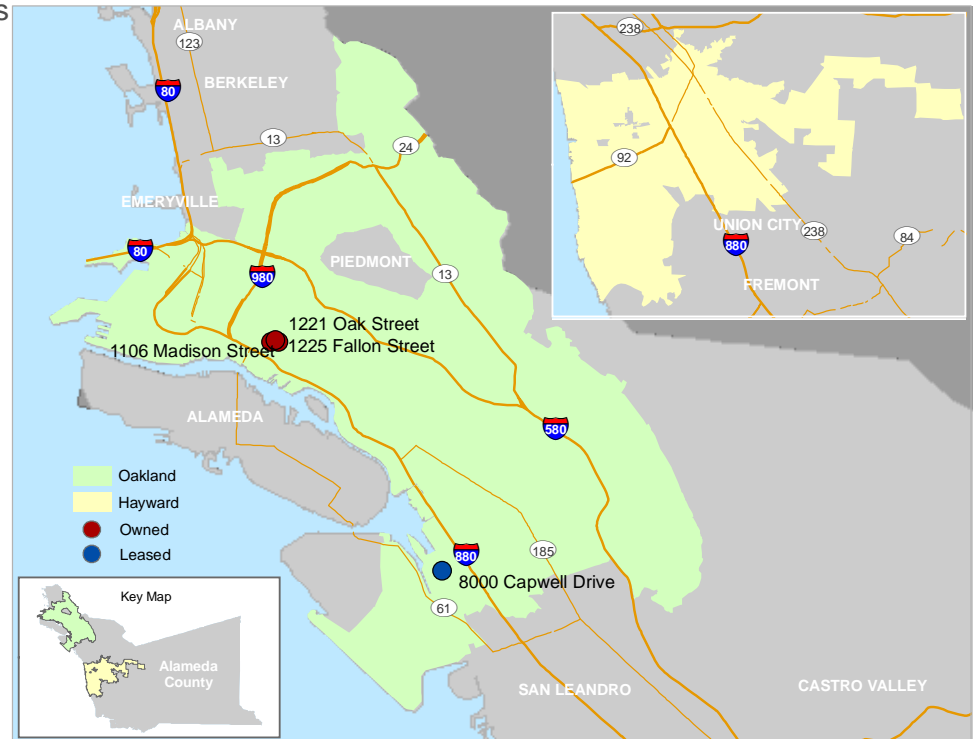 s
ALBANY
123
BERKELEY
80
13
24
EMERYVILLE
80
980
PIEDMONT
13
1221 Oak Street
1106 Madison Street
1225 Fallon Street
ALAMEDA
580
Oakland
Hayward
Owned
Leased
880
185
8000 Capwell Drive
61
SAN LEANDRO
CASTRO VALLEY
Key Map
Alameda
County
238
92
UNION CITY
238
880
84
FREMONT